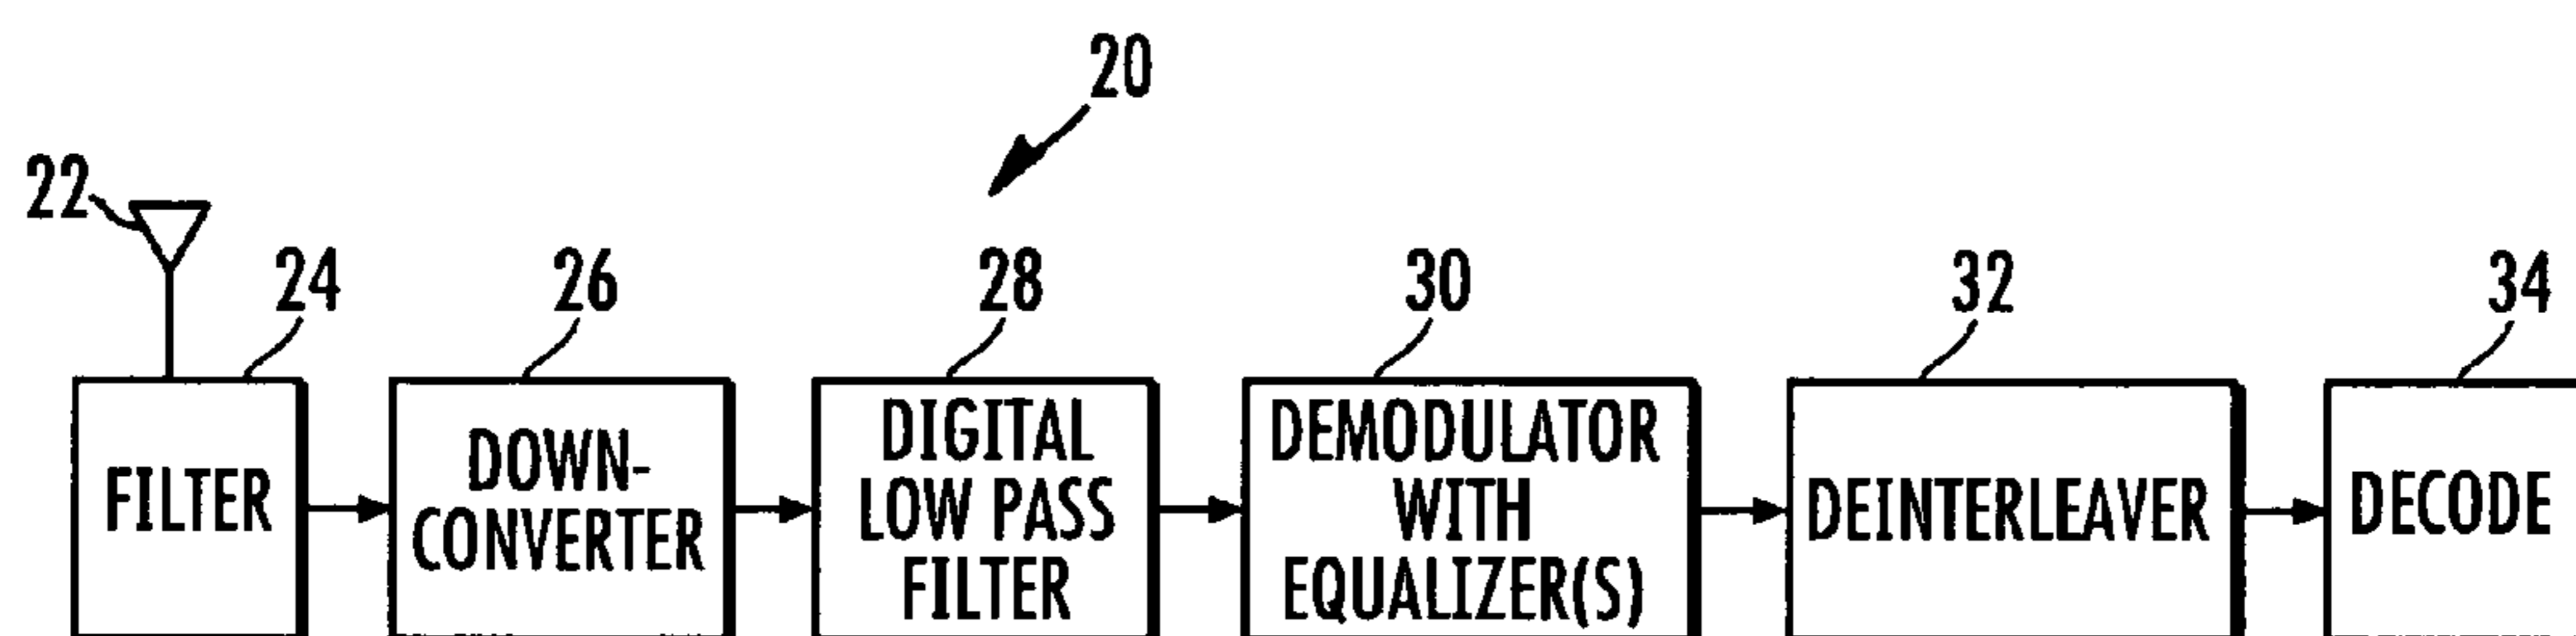 20
22
24
26
28
30
32
34
FILTER
DOWN-
CONVERTER
DIGITAL
LOW PASS
FILTER
DEMODULATOR
WITH
EQUALIZER(S)
DEINTERLEAVER
DECODE